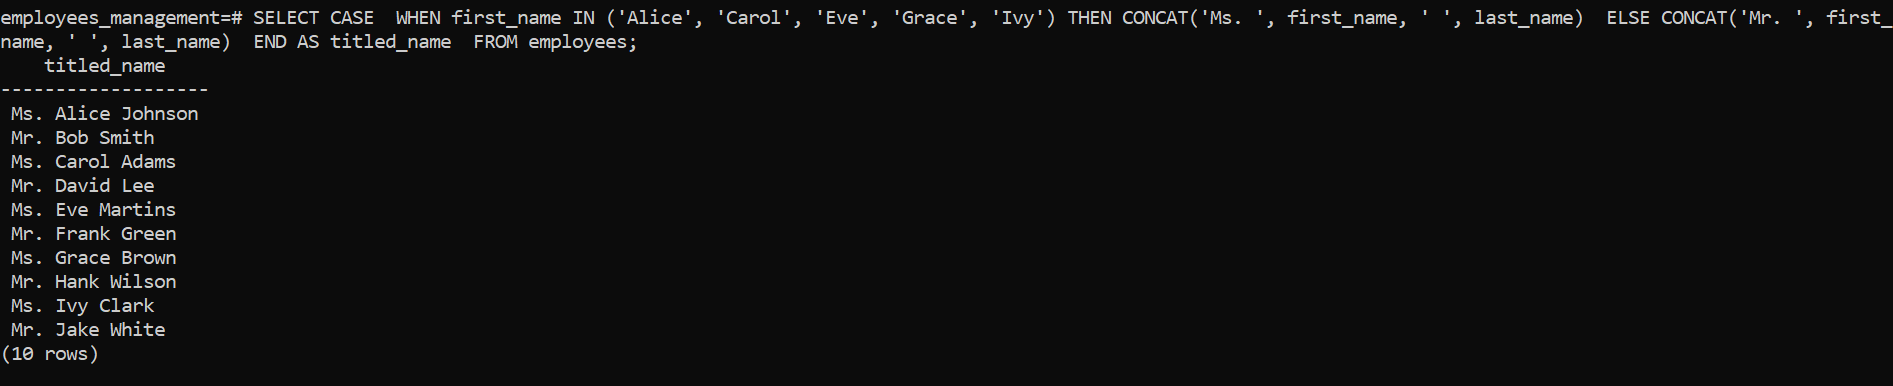 employees_management=# SELECT CASE  WHEN first_name IN ('Alice', 'Carol', 'Eve', 'Grace', 'Ivy') THEN CONCAT('Ms. ', first_name, ' ', last_name)  ELSE CONCAT('Mr. ', first_
name, ' ', last_name)  END AS titled_name  FROM employees;
    titled_name
-------------------
 Ms. Alice Johnson
 Mr. Bob Smith
 Ms. Carol Adams
 Mr. David Lee
 Ms. Eve Martins
 Mr. Frank Green
 Ms. Grace Brown
 Mr. Hank Wilson
 Ms. Ivy Clark
 Mr. Jake White
(10 rows)